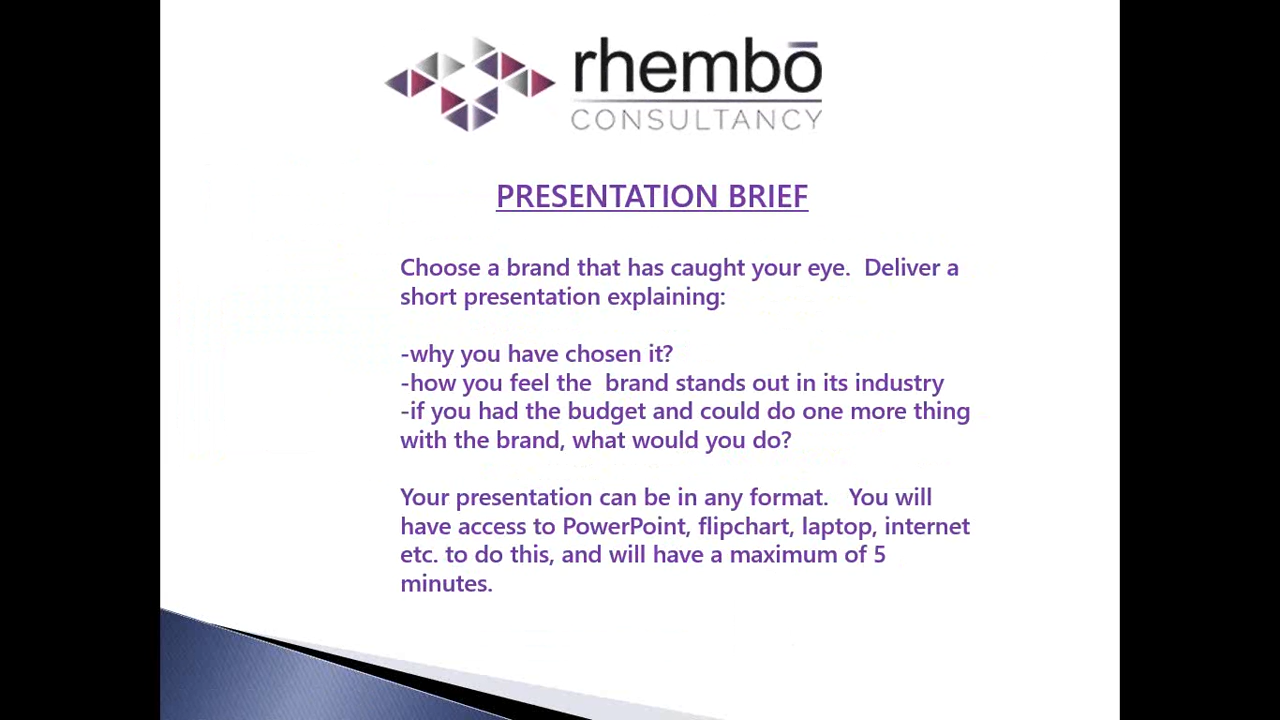 rhembō
CONSULTANCY
PRESENTATION BRIEF
Choose a brand that has caught your eye.  Deliver a
short presentation explaining:
-why you have chosen it?
-how you feel the  brand stands out in its industry
-if you had the budget and could do one more thing
with the brand, what would you do?
Your presentation can be in any format.   You will
have access to PowerPoint, flipchart, laptop, internet
etc. to do this, and will have a maximum of 5
minutes.